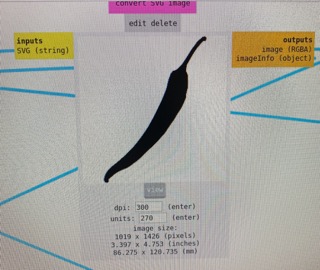 convert SVG image
edit delete
inputs
SVG (string)
outputs
image (RGBA)
imageInfo (object)
view
dpi: 300 (enter)
units: 270 (enter)
image size:
1019 x 1426 (pixels)
3.397 x 4.753 (inches)
86.275 x 120.735 (mm)